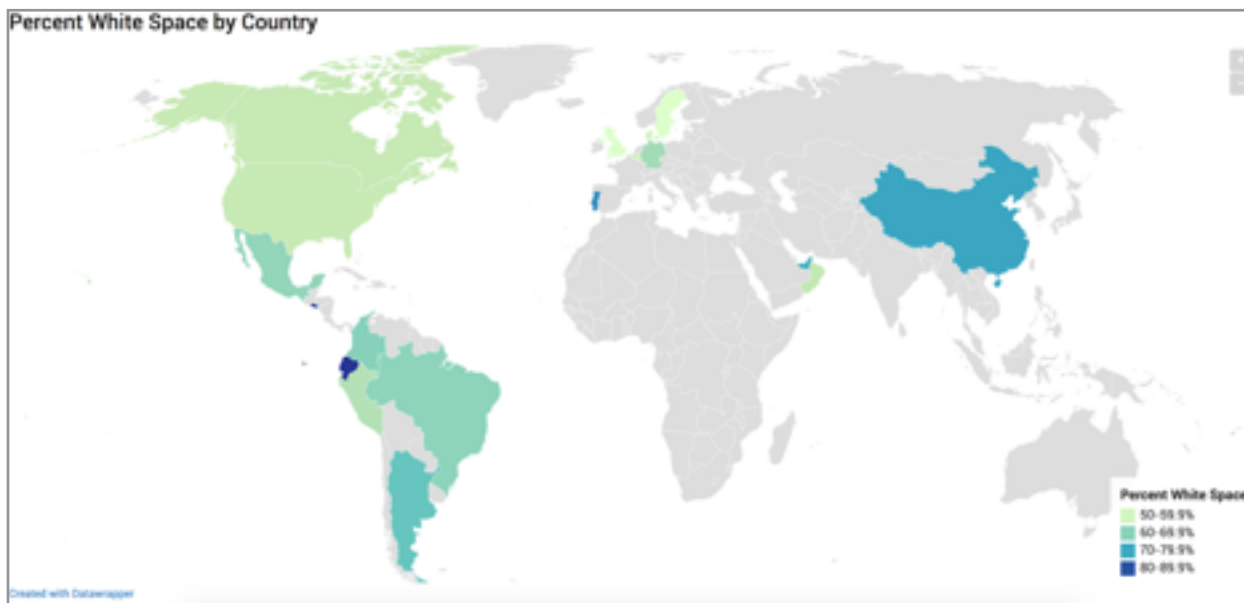 Percent White Space by Country
Percent White Space
50-59.9%
60-69.9%
70-79.9%
80-89.9%
Created with Datawrapper